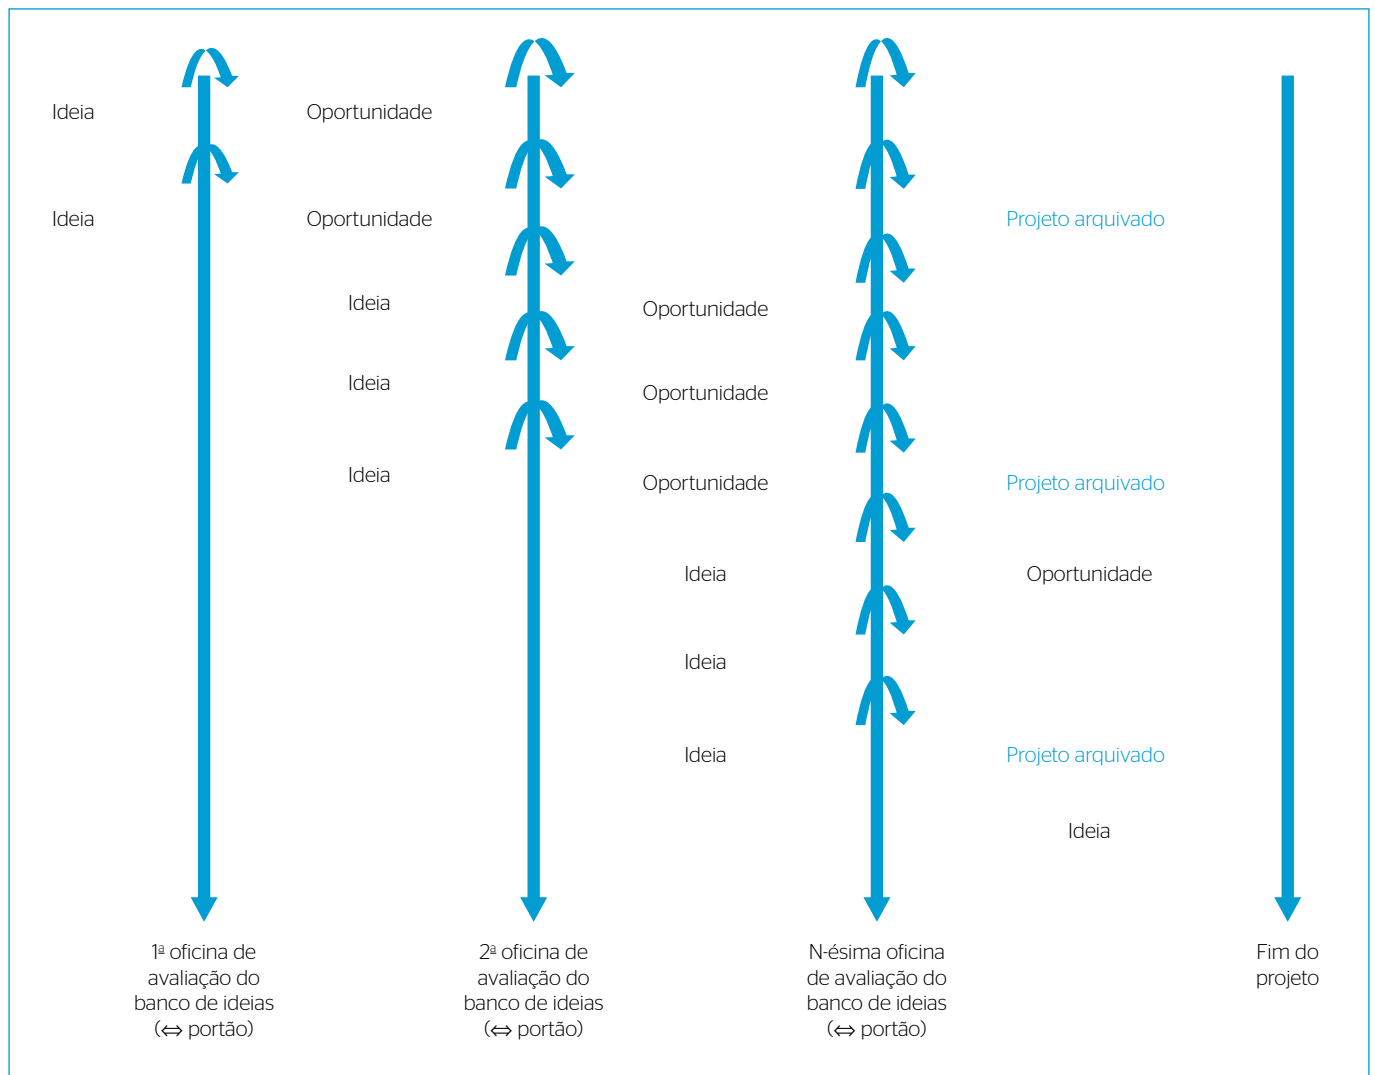 Ideia
Oportunidade
Ideia
Oportunidade
Projeto arquivado
Ideia
Oportunidade
Ideia
Oportunidade
Ideia
Oportunidade
Projeto arquivado
Ideia
Oportunidade
Ideia
Ideia
Projeto arquivado
Ideia
1ª oficina de
avaliação do
banco de ideias
(⇔ portão)
2ª oficina de
avaliação do
banco de ideias
(⇔ portão)
N-ésima oficina
de avaliação do
banco de ideias
(⇔ portão)
Fim do
projeto